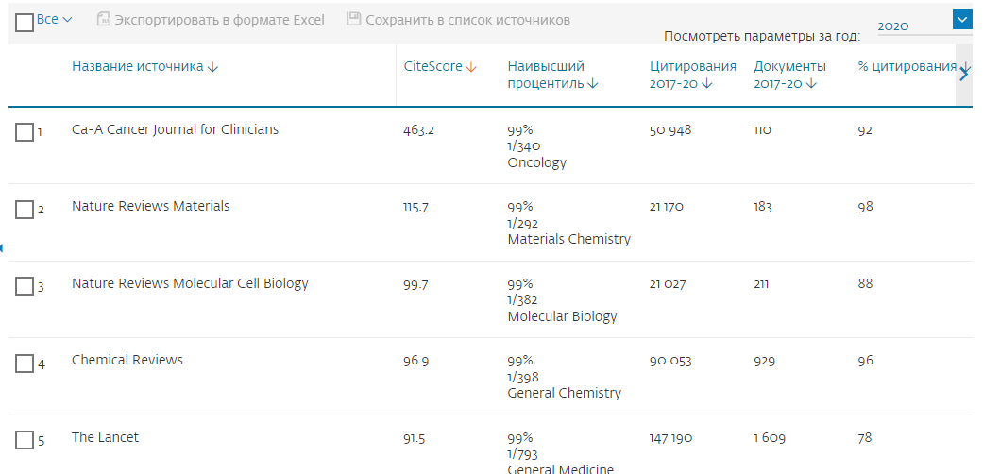 Все Экспортировать в формате Excel Сохранить в список источников
Посмотреть параметры за год: 2020
Название источника CiteScore Наивысший процентиль Цитирования 2017-20 Документы 2017-20 % цитирования
1 Ca-A Cancer Journal for Clinicians 463.2 99% 50 948 110 92
1/340
Oncology
2 Nature Reviews Materials 115.7 99% 21 170 183 98
1/292
Materials Chemistry
3 Nature Reviews Molecular Cell Biology 99.7 99% 21 027 211 88
1/382
Molecular Biology
4 Chemical Reviews 96.9 99% 90 053 929 96
1/398
General Chemistry
5 The Lancet 91.5 99% 147 190 1 609 78
1/793
General Medicine